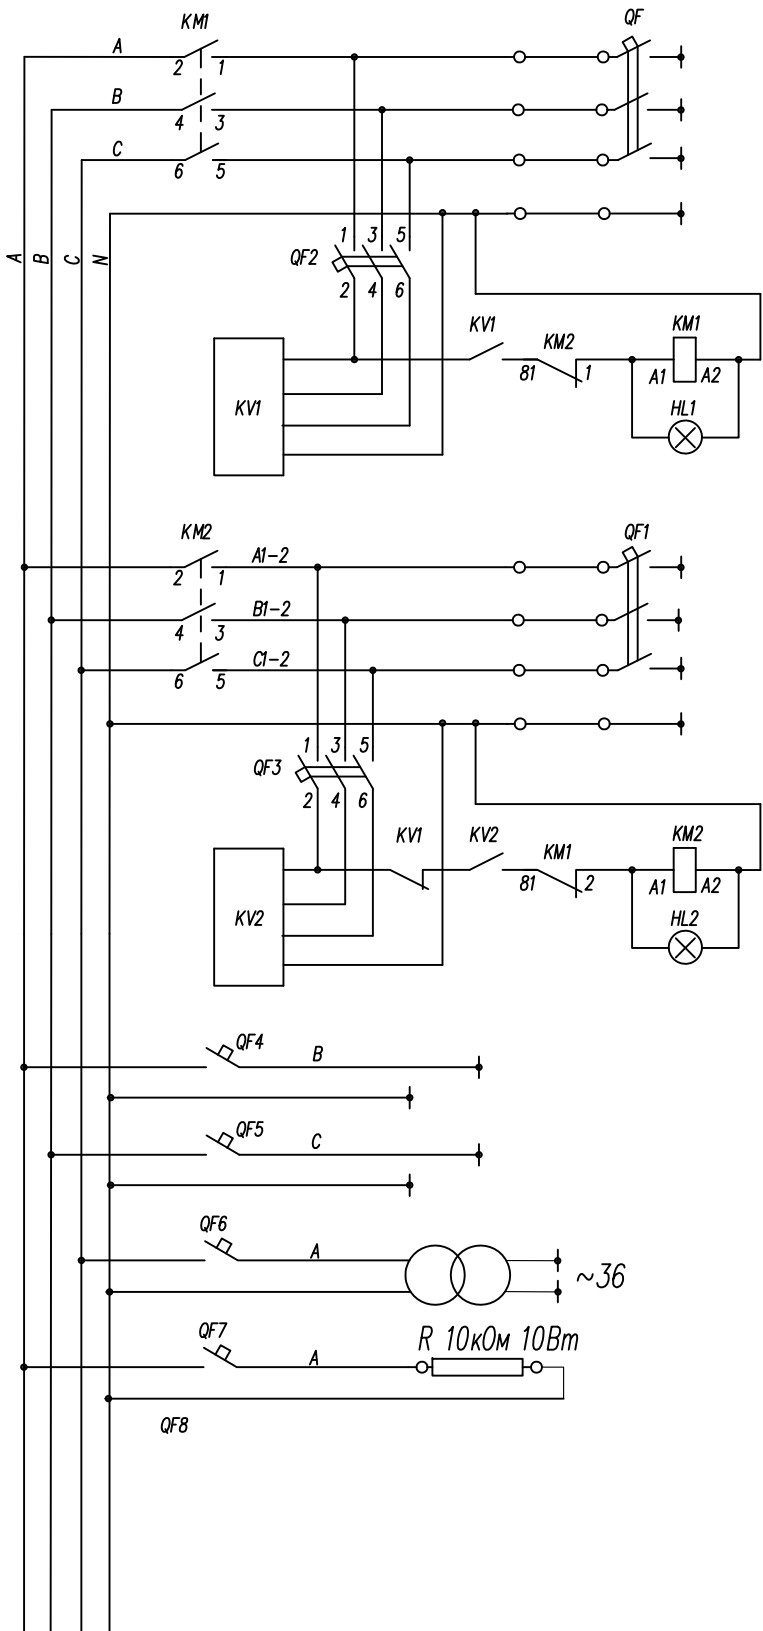 KM1
QF
A
2
1
B
4
3
C
6
5
A
B
C
N
1
3
5
QF2
2
4
6
KV1
KM2
KM1
81
1
A1
A2
KV1
HL1
KM2
QF1
A1-2
2
1
B1-2
4
3
C1-2
6
5
1
3
5
QF3
2
4
6
KV1
KV2
KM1
KM2
81
2
A1
A2
KV2
HL2
QF4
B
QF5
C
QF6
A
~36
QF7
A
R 10кОм 10Вт
QF8